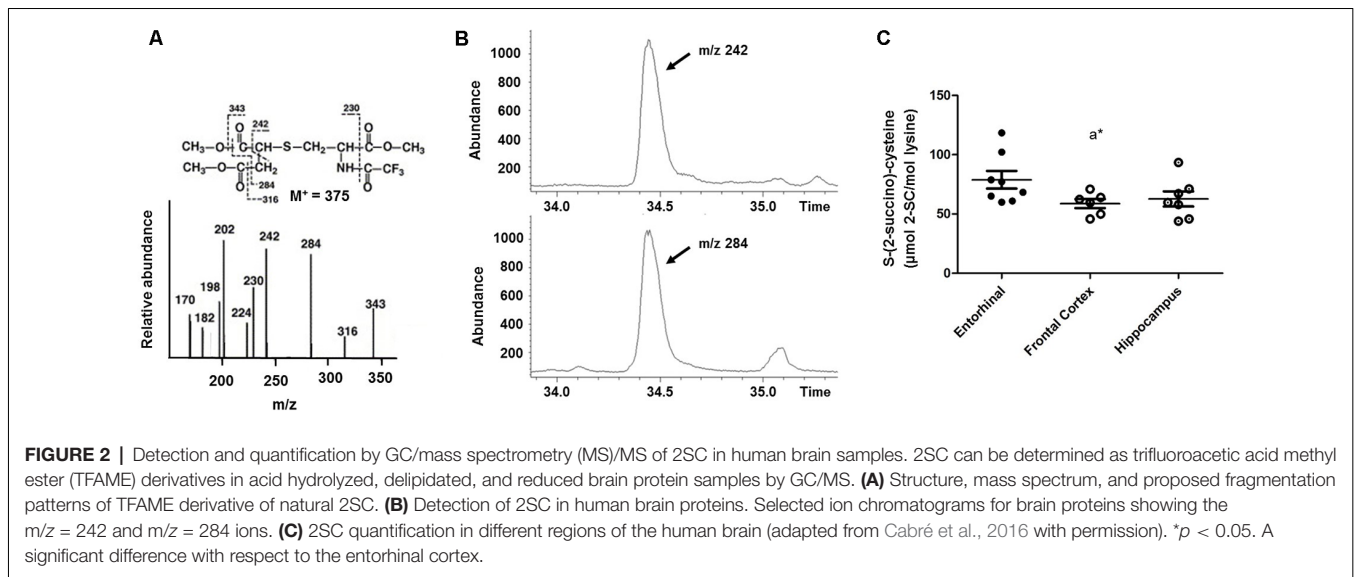 A
343
242
230
O
O
O
CH₃—O—C—CH—S—CH₂—CH—C—OCH₃
CH₃—O—C—CH₂
NH—C—CF₃
O
O
284
316
M⁺ = 375
Relative abundance
170
182
198
202
224
230
242
284
316
343
200
250
300
350
m/z
B
Abundance
1000
800
600
400
200
m/z 242
34.0
34.5
35.0
Time
Abundance
1000
800
600
400
200
m/z 284
34.0
34.5
35.0
Time
C
S-(2-succino)-cysteine
(µmol 2-SC/mol lysine)
150
100
50
0
a*
Entorhinal
Frontal Cortex
Hippocampus
FIGURE 2 | Detection and quantification by GC/mass spectrometry (MS)/MS of 2SC in human brain samples. 2SC can be determined as trifluoroacetic acid methyl
ester (TFAME) derivatives in acid hydrolyzed, delipidated, and reduced brain protein samples by GC/MS. (A) Structure, mass spectrum, and proposed fragmentation
patterns of TFAME derivative of natural 2SC. (B) Detection of 2SC in human brain proteins. Selected ion chromatograms for brain proteins showing the
m/z = 242 and m/z = 284 ions. (C) 2SC quantification in different regions of the human brain (adapted from Cabré et al., 2016 with permission). *p < 0.05. A
significant difference with respect to the entorhinal cortex.